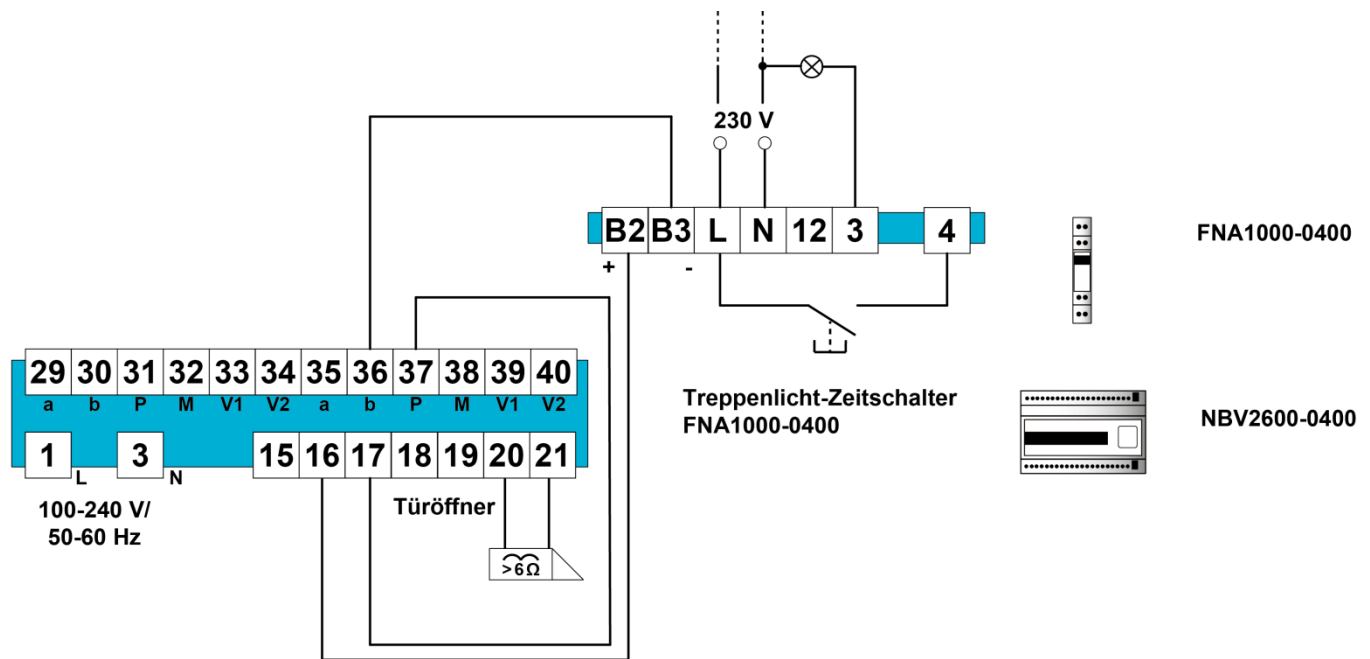 230 V
B2 B3 L N 12 3 4
+ -
FNA1000-0400
29 30 31 32 33 34 35 36 37 38 39 40
a b P M V1 V2 a b P M V1 V2
Treppenlicht-Zeitschalter
FNA1000-0400
NBV2600-0400
1 L 3 N 15 16 17 18 19 20 21
100-240 V/
50-60 Hz
Türöffner
>6Ω